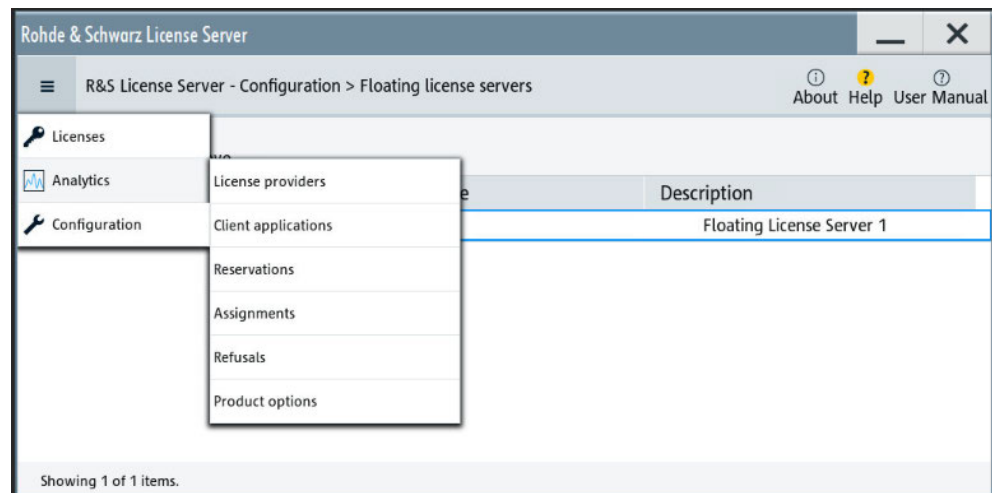 Rohde & Schwarz License Server
R&S License Server - Configuration > Floating license servers
About Help User Manual
Licenses
Analytics
Configuration
License providers
Client applications
Reservations
Assignments
Refusals
Product options
Description
Floating License Server 1
Showing 1 of 1 items.